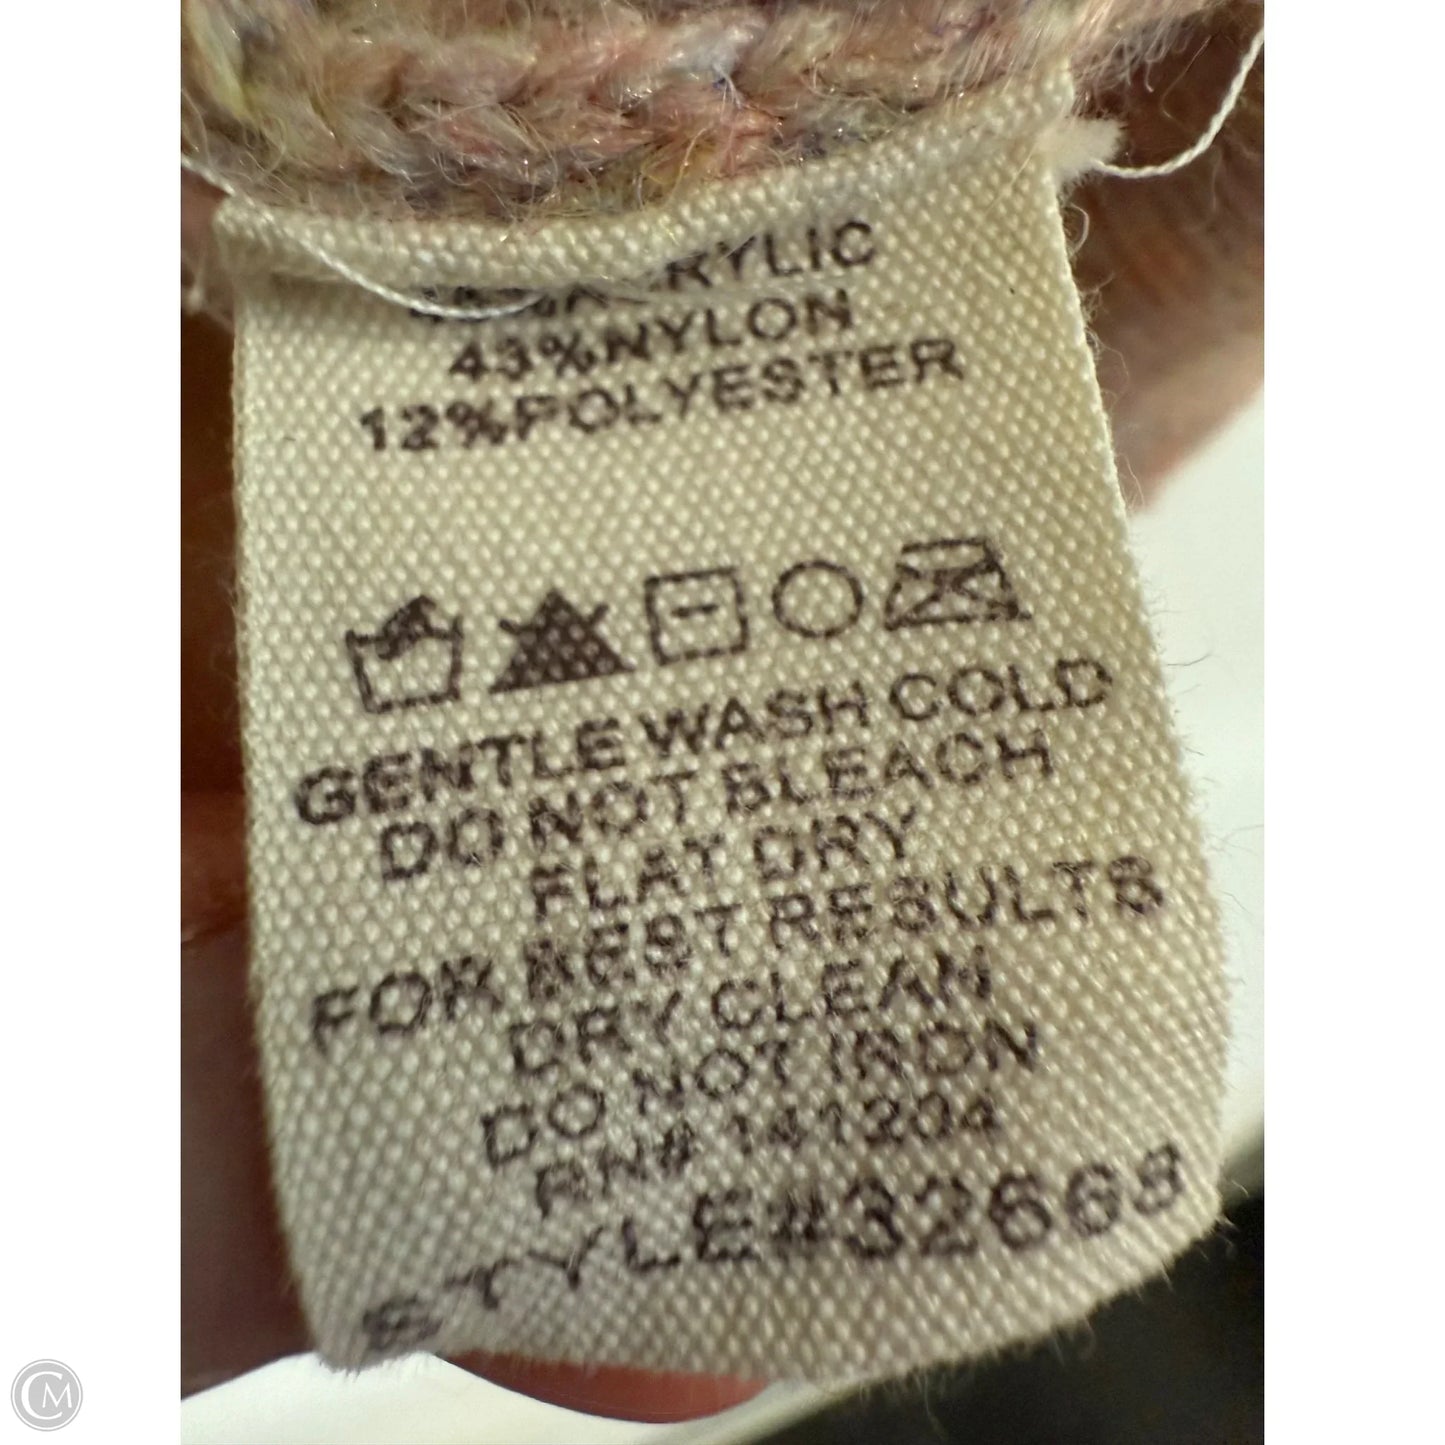 ACRYLIC
43%NYLON
12%POLYESTER
GENTLE WASH COLD
DO NOT BLEACH
FLAT DRY
FOR BEST RESULTS
DRY CLEAN
DO NOT IRON
RN# 141204
STYLE#32668
CM